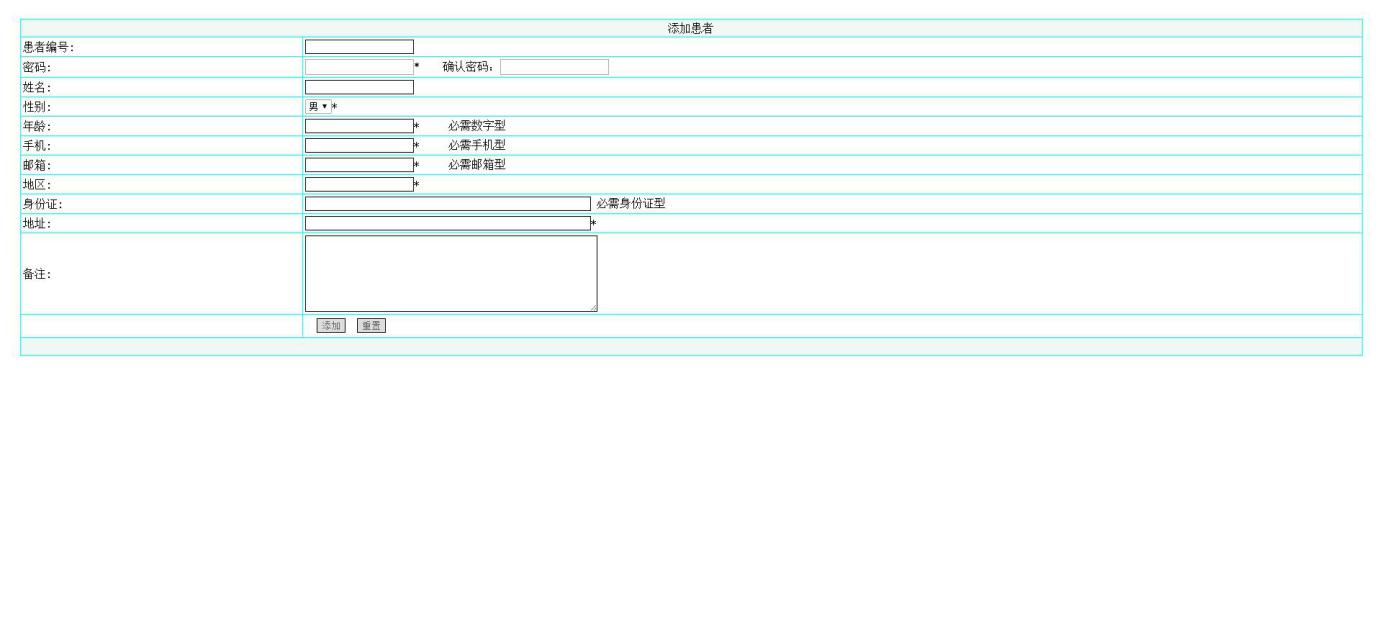 添加患者
患者编号:
密码: * 确认密码:
姓名:
性别: 男 *
年龄: * 必需数字型
手机: * 必需手机型
邮箱: * 必需邮箱型
地区: *
身份证: 必需身份证型
地址: *
备注:
添加 重置